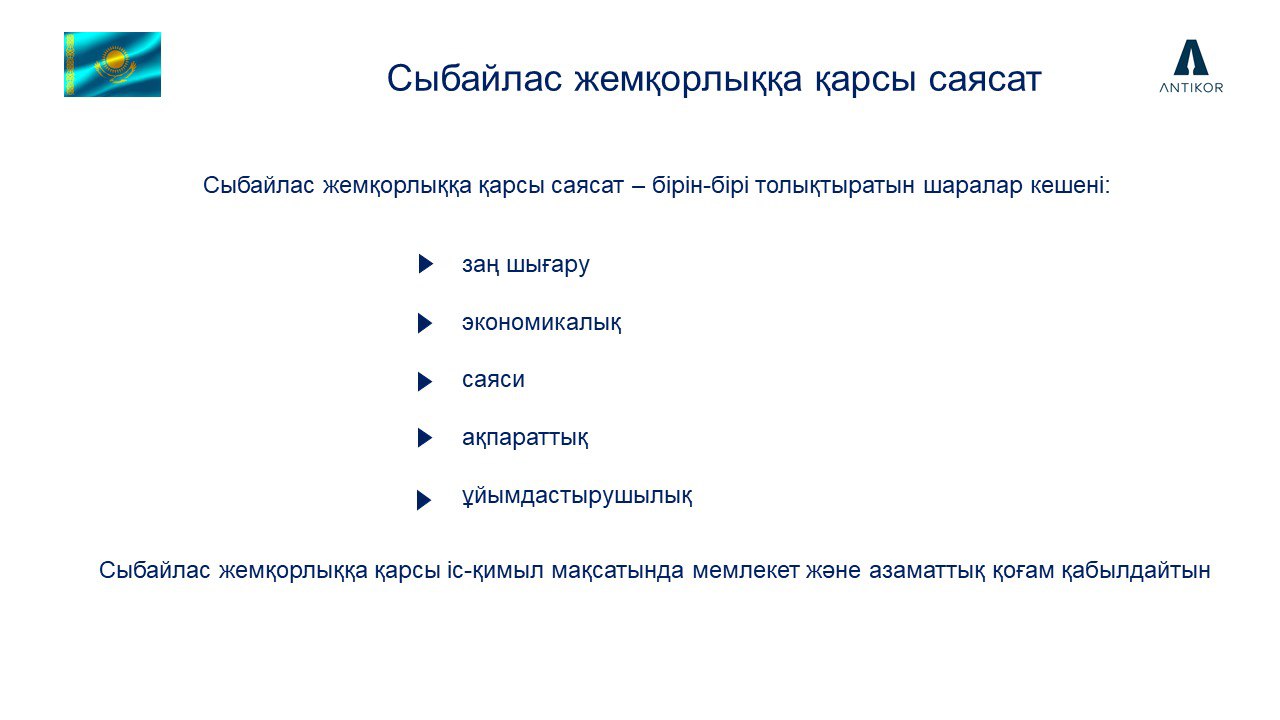 Сыбайлас жемқорлыққа қарсы саясат
ANTIKOR
Сыбайлас жемқорлыққа қарсы саясат – бірін-бірі толықтыратын шаралар кешені:
заң шығару
экономикалық
саяси
ақпараттық
ұйымдастырушылық
Сыбайлас жемқорлыққа қарсы іс-қимыл мақсатында мемлекет және азаматтық қоғам қабылдайтын